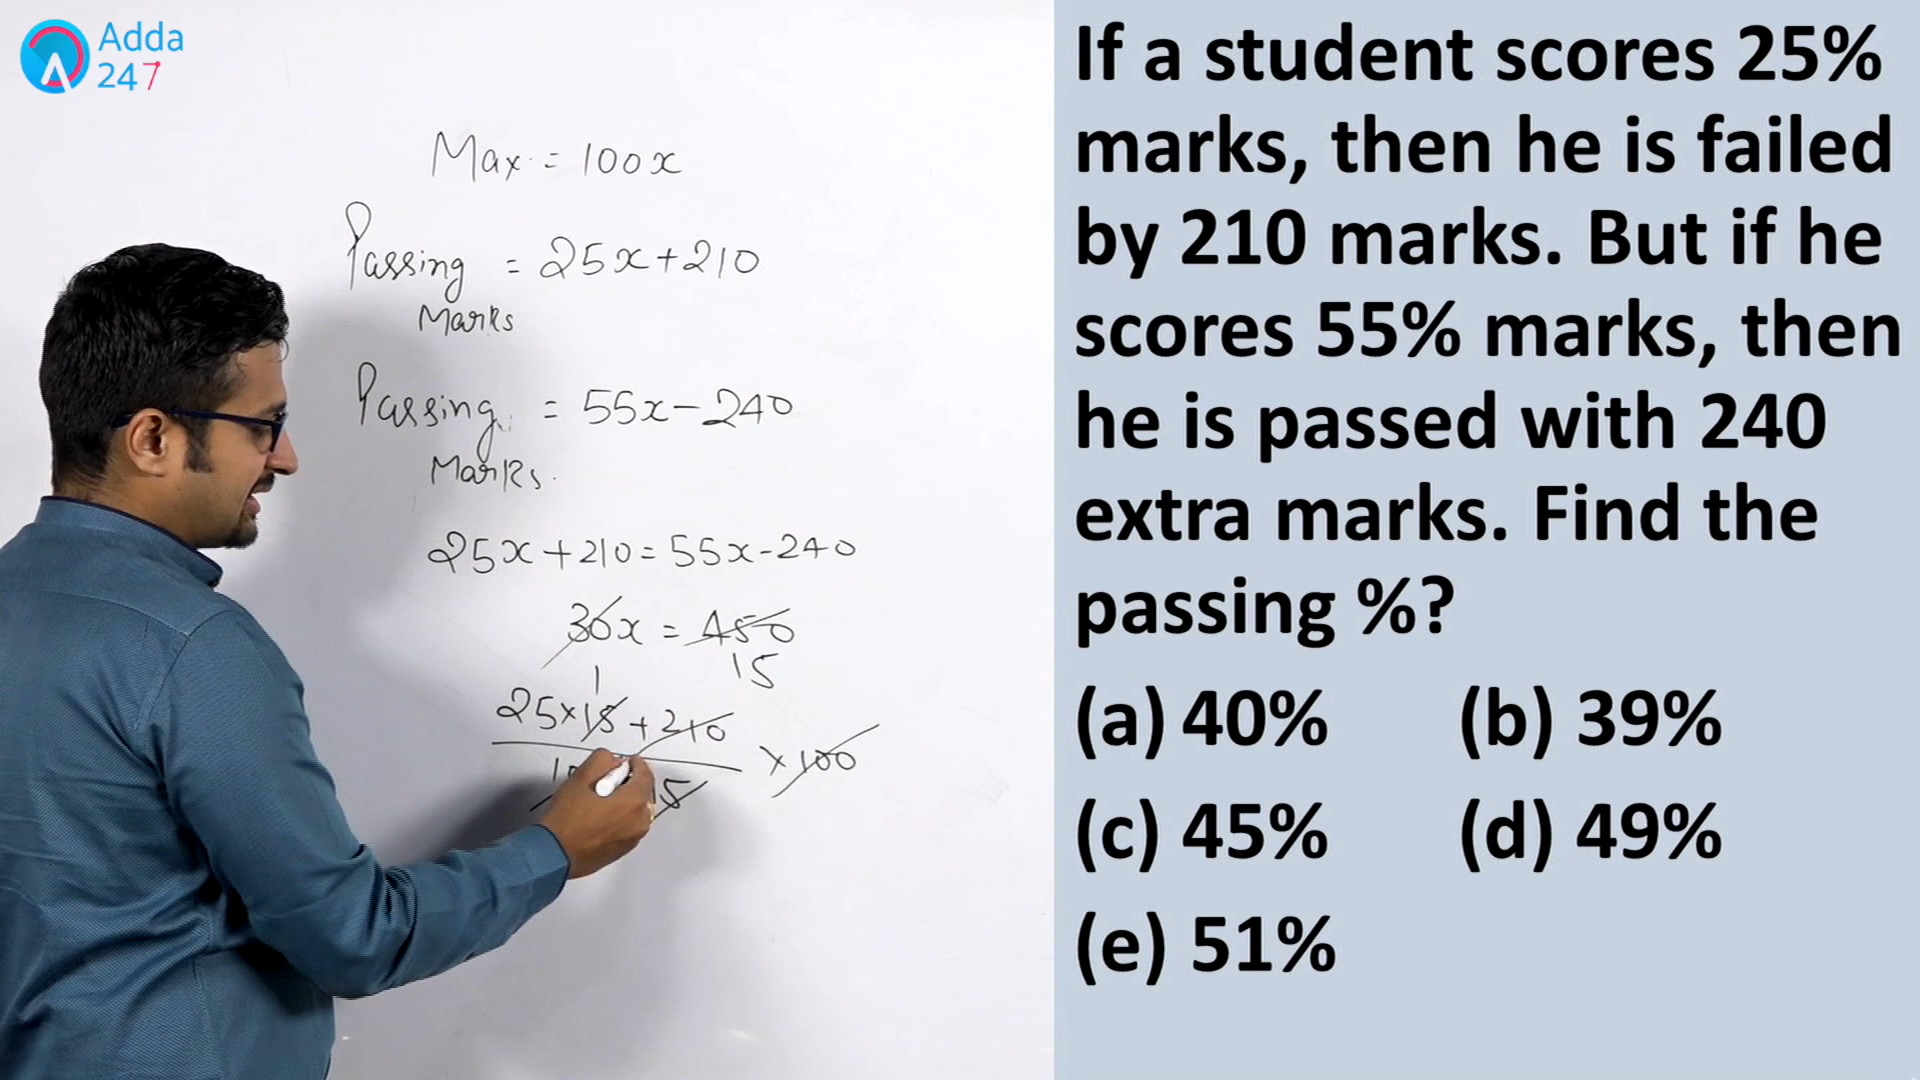 Adda
247
Max. = 100x
Passing = 25x+210
Marks
Passing = 55x-240
Marks.
25x+210=55x-240
30x = 450
15
1
25×15+210
×100
15
If a student scores 25%
marks, then he is failed
by 210 marks. But if he
scores 55% marks, then
he is passed with 240
extra marks. Find the
passing %?
(a) 40% (b) 39%
(c) 45% (d) 49%
(e) 51%